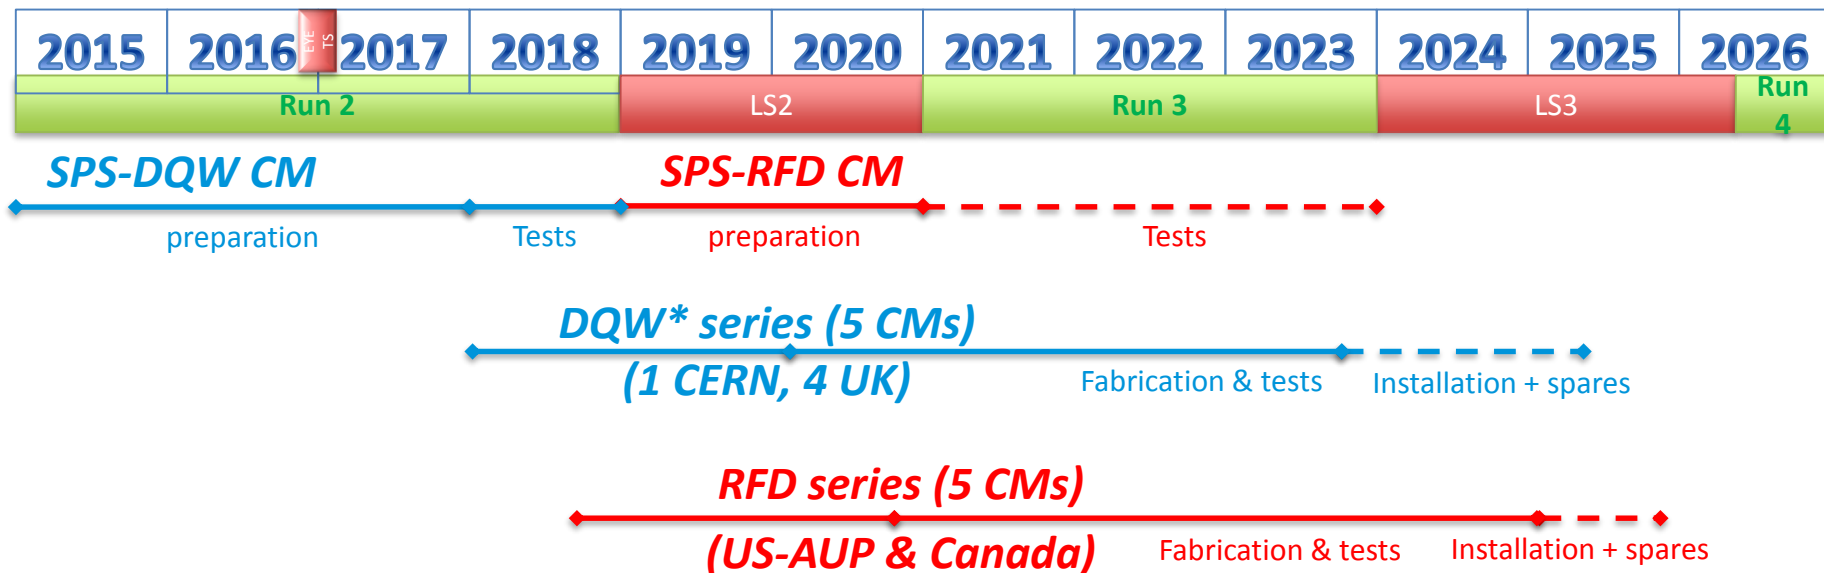 2015 2016 EYE TS 2017 2018 2019 2020 2021 2022 2023 2024 2025 2026
Run 2 LS2 Run 3 LS3 Run 4
SPS-DQW CM SPS-RFD CM
preparation Tests preparation Tests
DQW* series (5 CMs)
(1 CERN, 4 UK) Fabrication & tests Installation + spares
RFD series (5 CMs)
(US-AUP & Canada) Fabrication & tests Installation + spares